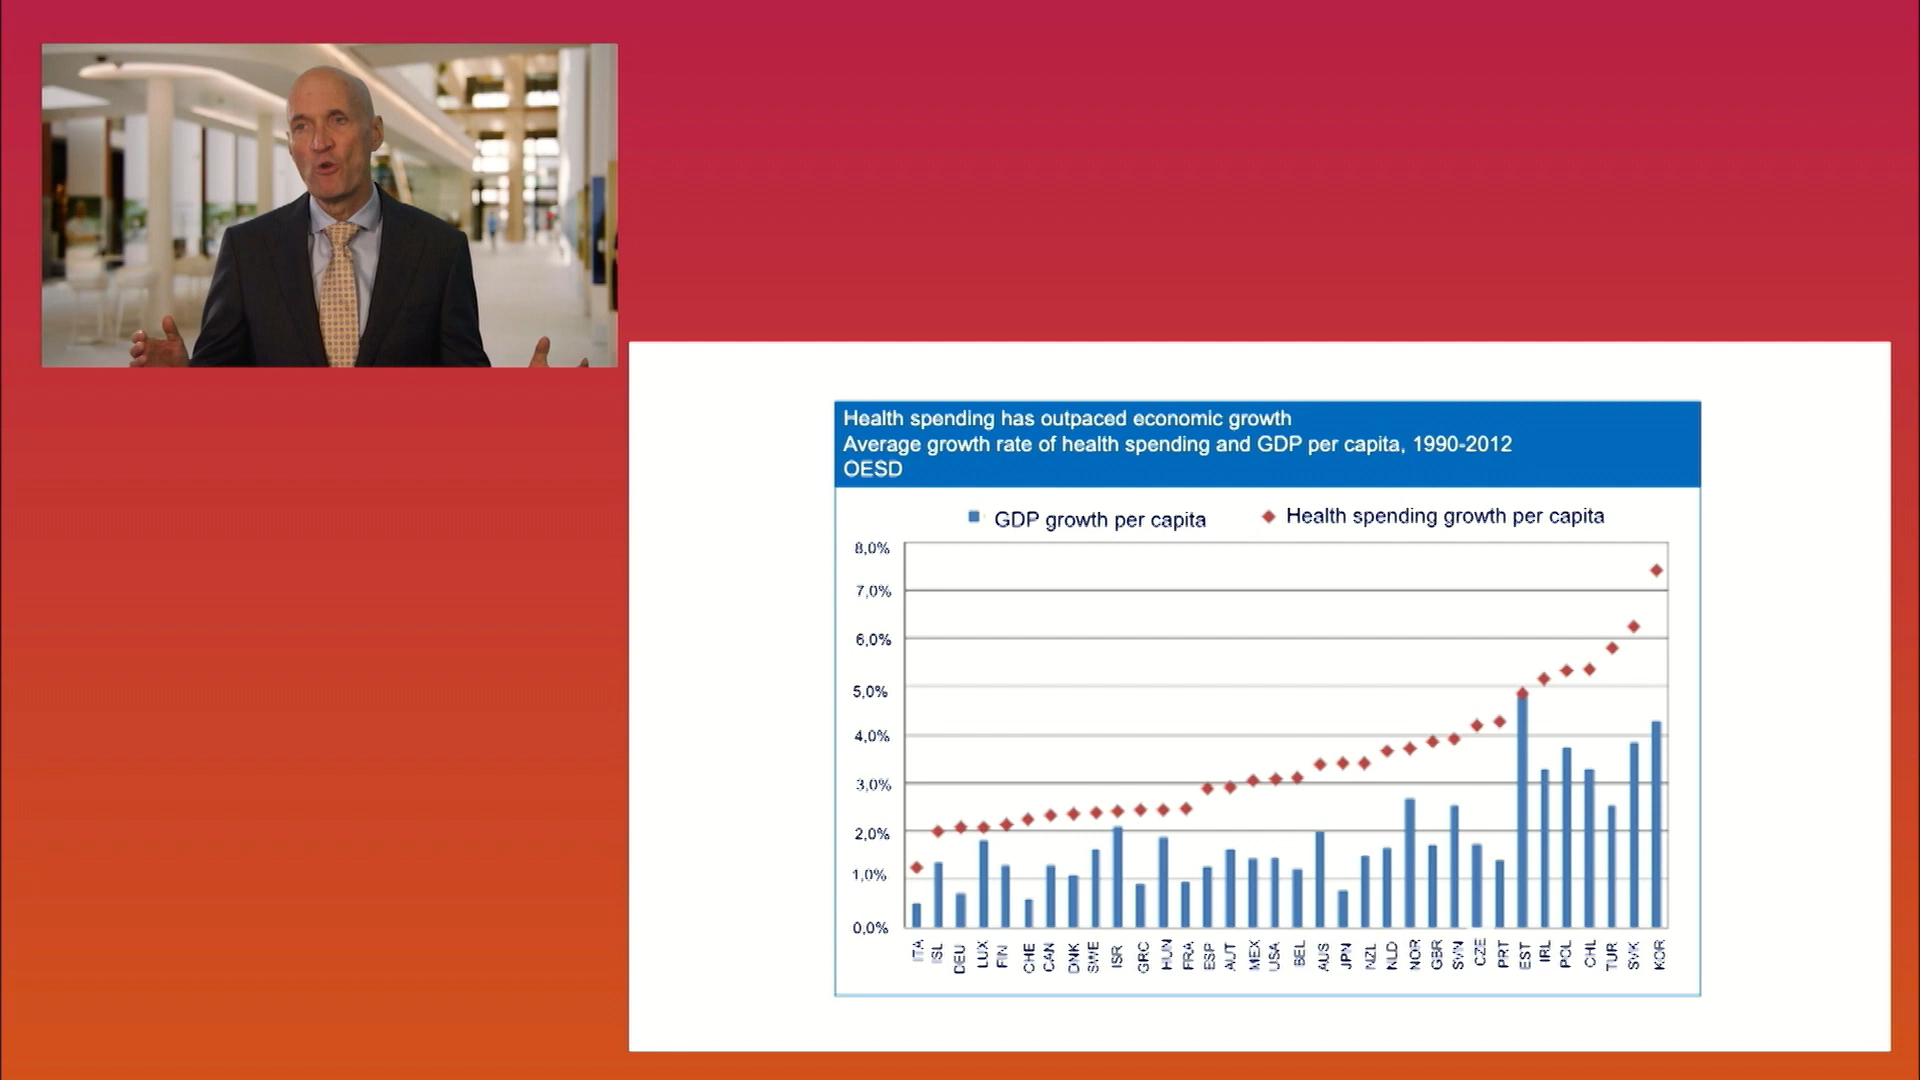 Health spending has outpaced economic growth
Average growth rate of health spending and GDP per capita, 1990-2012
OESD
GDP growth per capita
Health spending growth per capita
8,0%
7,0%
6,0%
5,0%
4,0%
3,0%
2,0%
1,0%
0,0%
ITA
ISL
DEU
LUX
FIN
CHE
CAN
DNK
SWE
ISR
GRC
HUN
FRA
ESP
AUT
MEX
USA
BEL
AUS
JPN
NZL
NLD
NOR
GBR
SVN
CZE
PRT
EST
IRL
POL
CHL
TUR
SVK
KOR